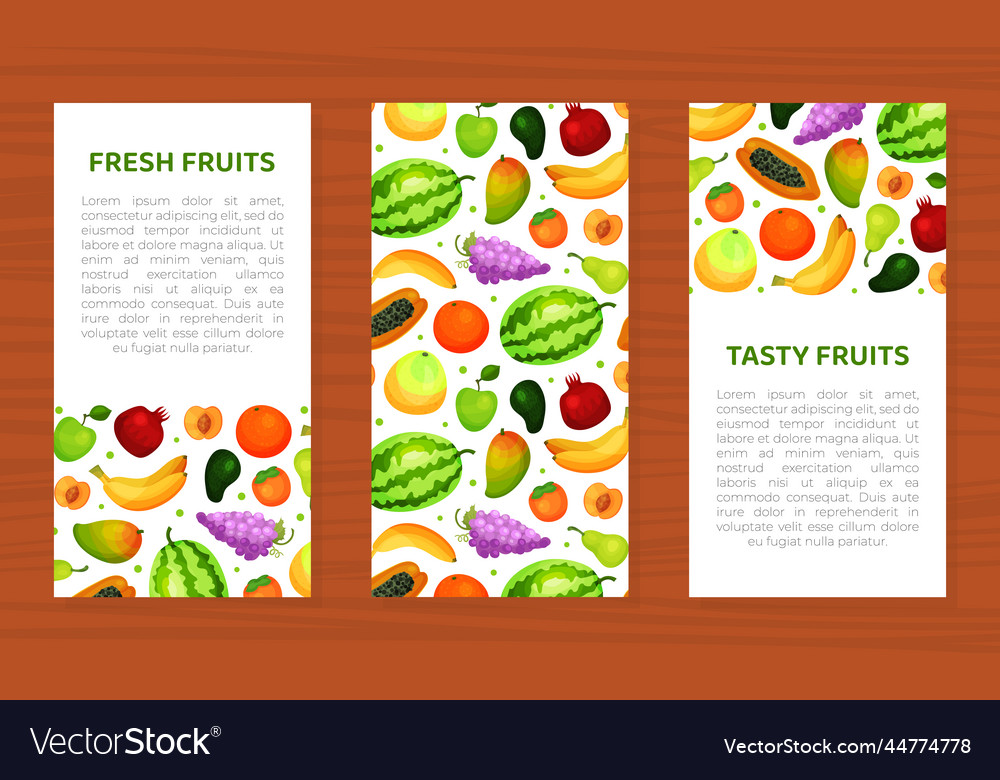 FRESH FRUITS
Lorem ipsum dolor sit amet,
consectetur adipiscing elit, sed do
eiusmod tempor incididunt ut
labore et dolore magna aliqua. Ut
enim ad minim veniam, quis
nostrud exercitation ullamco
laboris nisi ut aliquip ex ea
commodo consequat. Duis aute
irure dolor in reprehenderit in
voluptate velit esse cillum dolore
eu fugiat nulla pariatur.
TASTY FRUITS
Lorem ipsum dolor sit amet,
consectetur adipiscing elit, sed do
eiusmod tempor incididunt ut
labore et dolore magna aliqua. Ut
enim ad minim veniam, quis
nostrud exercitation ullamco
laboris nisi ut aliquip ex ea
commodo consequat. Duis aute
irure dolor in reprehenderit in
voluptate velit esse cillum dolore
eu fugiat nulla pariatur.
VectorStock®
VectorStock.com/44774778